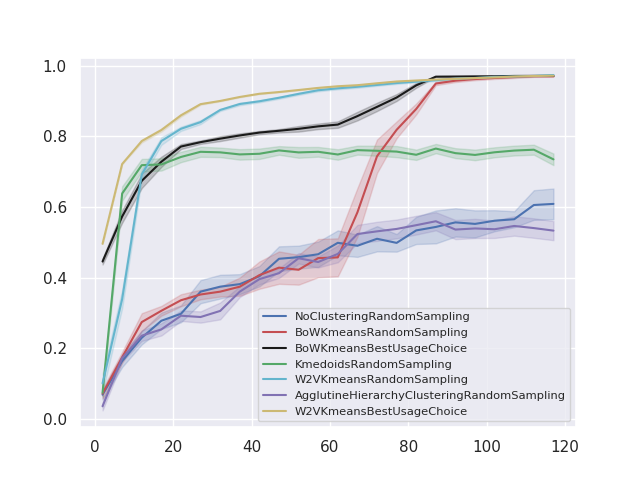 1.0
0.8
0.6
0.4
0.2
0.0
NoClusteringRandomSampling
BoWKmeansRandomSampling
BoWKmeansBestUsageChoice
KmedoidsRandomSampling
W2VKmeansRandomSampling
AgglutineHierarchyClusteringRandomSampling
W2VKmeansBestUsageChoice
0 20 40 60 80 100 120